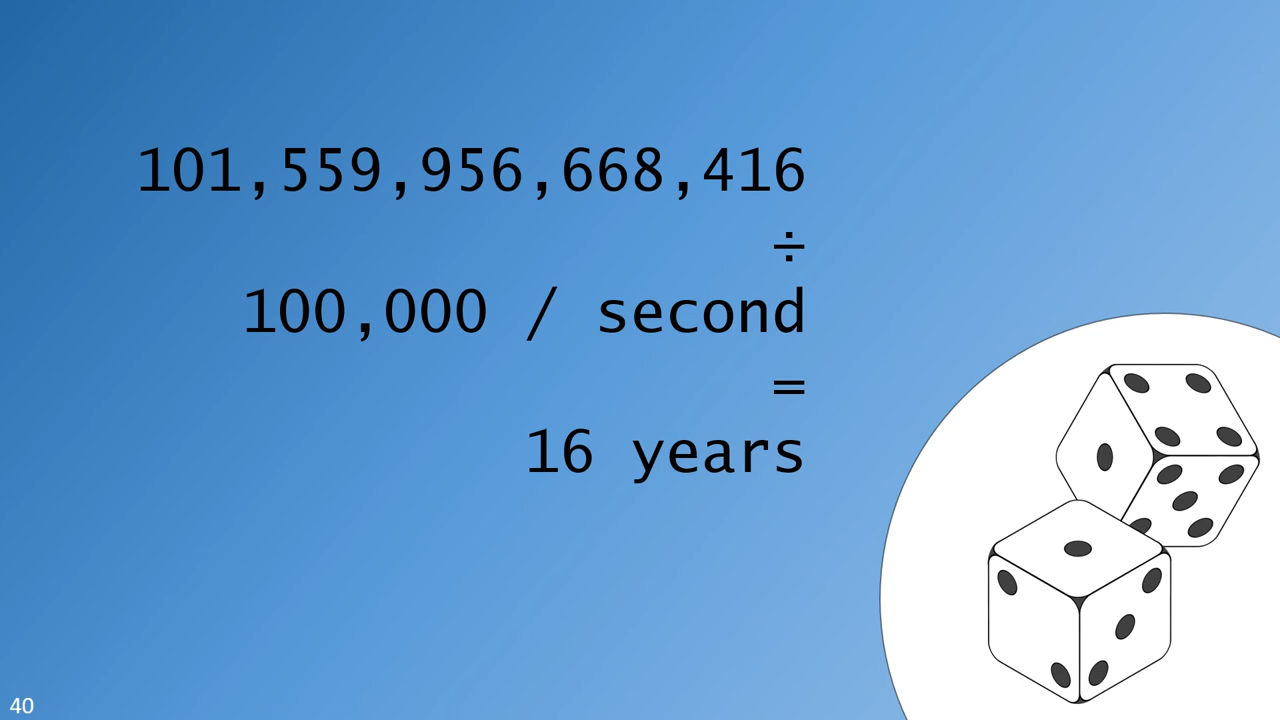 101,559,956,668,416
÷
100,000 / second
=
16 years
40